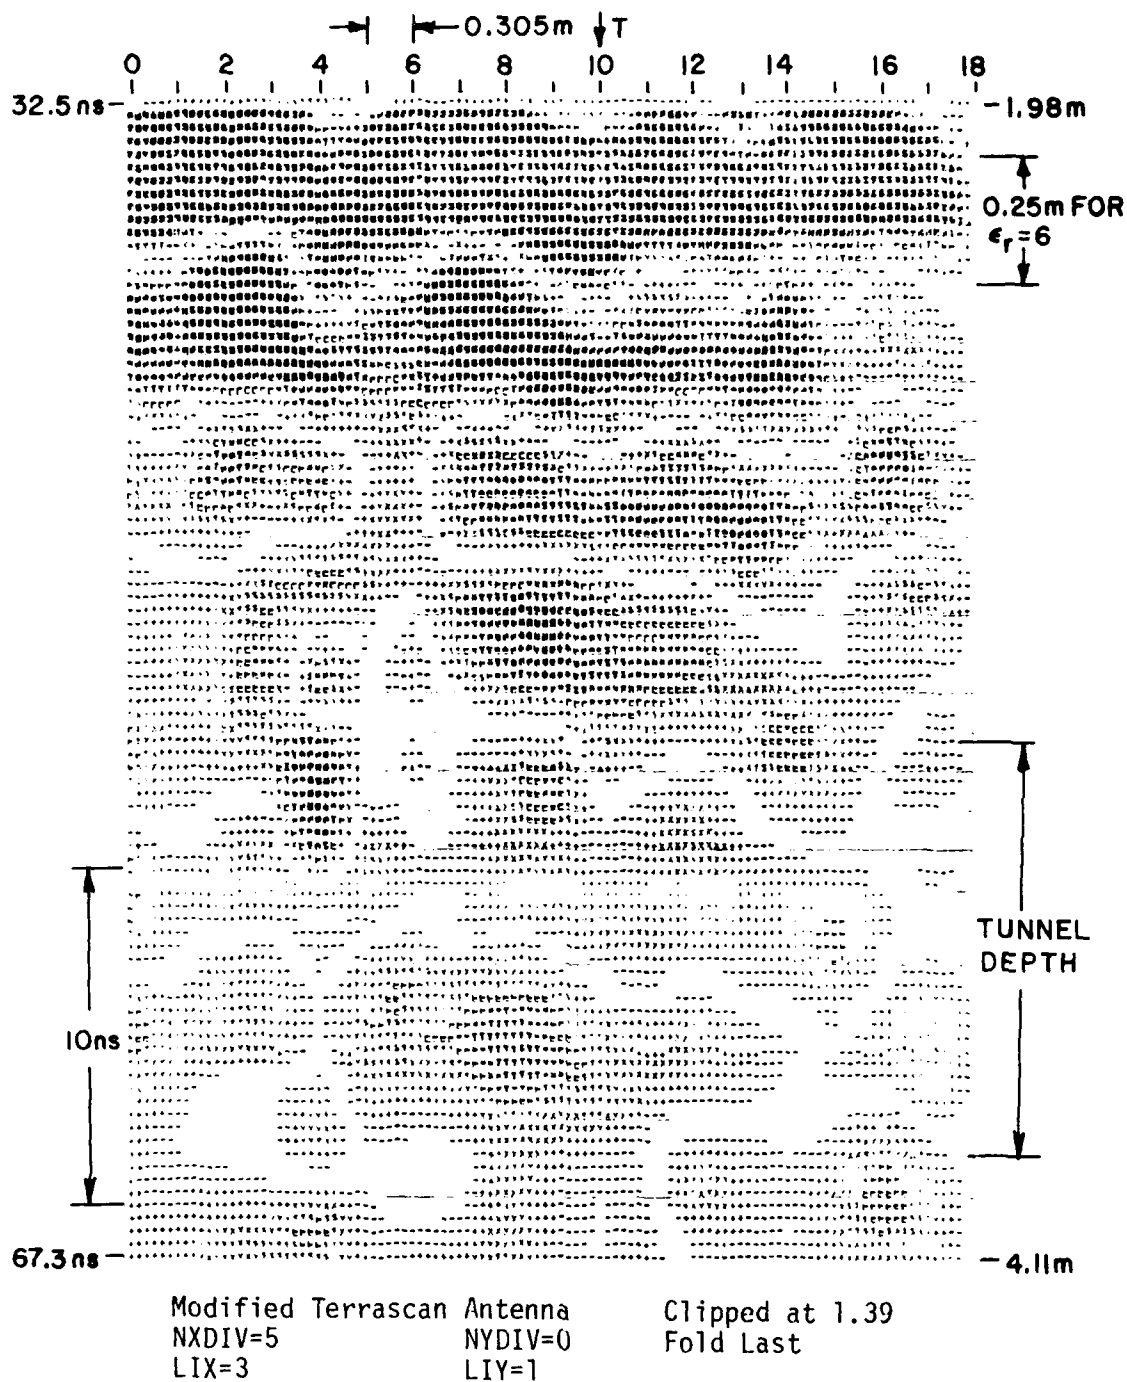 0.305m T
0 2 4 6 8 10 12 14 16 18
32.5ns
1.98m
0.25m FOR
ϵr=6
TUNNEL
DEPTH
10ns
67.3ns
4.11m
Modified Terrascan Antenna Clipped at 1.39
NXDIV=5 NYDIV=0 Fold Last
LIX=3 LIY=1